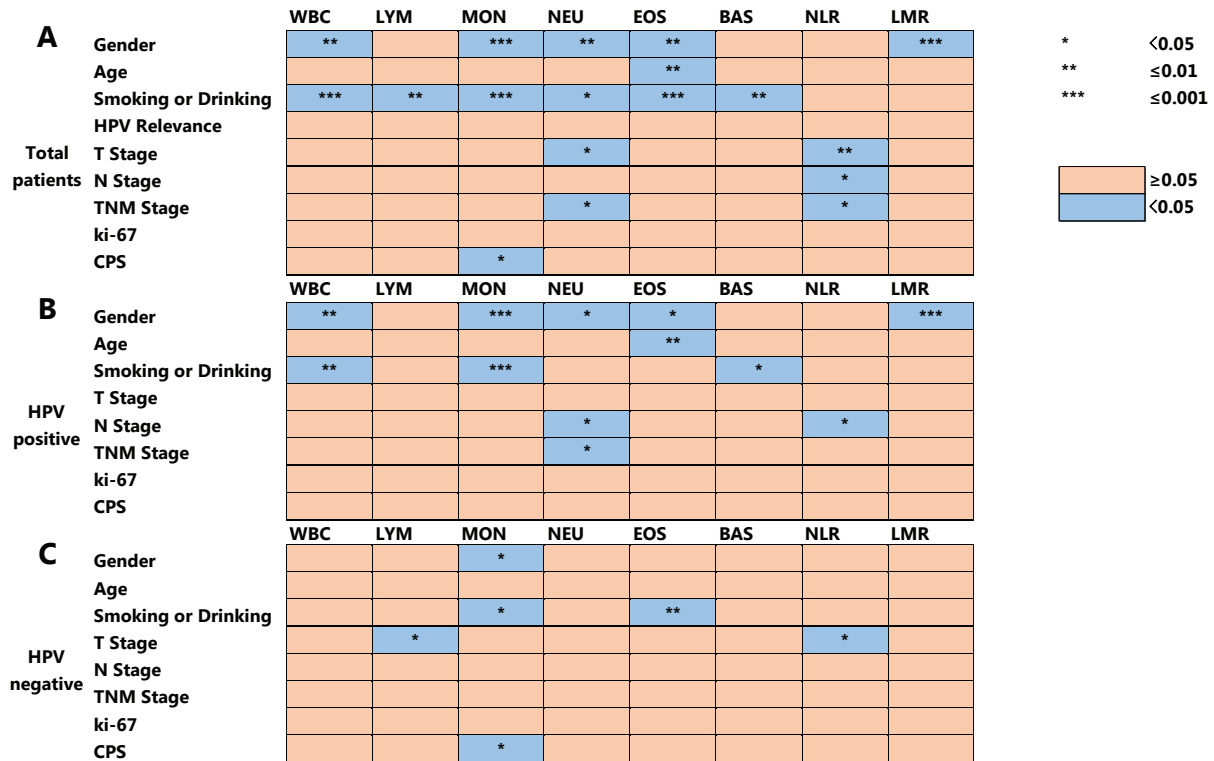 WBC LYM MON NEU EOS BAS NLR LMR
A
Gender ** *** ** ** ***
Age **
Smoking or Drinking *** ** *** * *** **
HPV Relevance
Total patients
T Stage * **
N Stage *
TNM Stage * *
ki-67
CPS *
* <0.05
** ≤0.01
*** ≤0.001
≥0.05
<0.05
WBC LYM MON NEU EOS BAS NLR LMR
B
Gender ** *** * * ***
Age **
Smoking or Drinking ** *** *
T Stage
HPV positive
N Stage * *
TNM Stage *
ki-67
CPS
WBC LYM MON NEU EOS BAS NLR LMR
C
Gender *
Age
Smoking or Drinking * **
T Stage * *
HPV negative
N Stage
TNM Stage
ki-67
CPS *